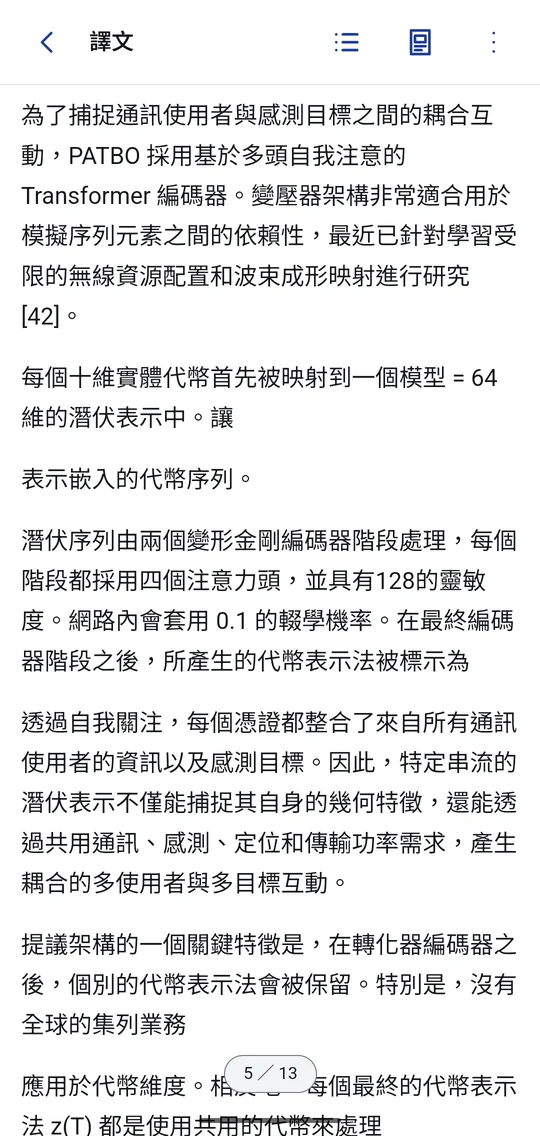 譯文
為了捕捉通訊使用者與感測目標之間的耦合互
動，PATBO 採用基於多頭自我注意的
Transformer 編碼器。變壓器架構非常適合用於
模擬序列元素之間的依賴性，最近已針對學習受
限的無線資源配置和波束成形映射進行研究
[42]。
每個十維實體代幣首先被映射到一個模型 = 64
維的潛伏表示中。讓
表示嵌入的代幣序列。
潛伏序列由兩個變形金剛編碼器階段處理，每個
階段都採用四個注意力頭，並具有128的靈敏
度。網路內會套用 0.1 的輟學機率。在最終編碼
器階段之後，所產生的代幣表示法被標示為
透過自我關注，每個憑證都整合了來自所有通訊
使用者的資訊以及感測目標。因此，特定串流的
潛伏表示不僅能捕捉其自身的幾何特徵，還能透
過共用通訊、感測、定位和傳輸功率需求，產生
耦合的多使用者與多目標互動。
提議架構的一個關鍵特徵是，在轉化器編碼器之
後，個別的代幣表示法會被保留。特別是，沒有
全球的集列業務
應用於代幣維度。相 每個最終的代幣表示
5 ∕ 13
法 z(T) 都是使用共用的代幣來處理